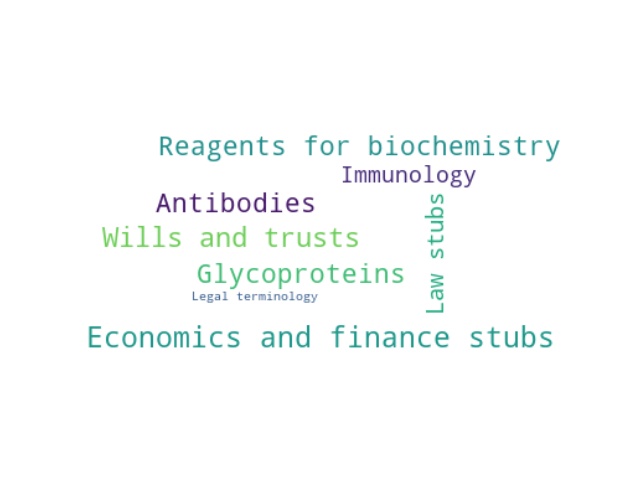 Reagents for biochemistry
Immunology
Antibodies
Law stubs
Wills and trusts
Glycoproteins
Legal terminology
Economics and finance stubs